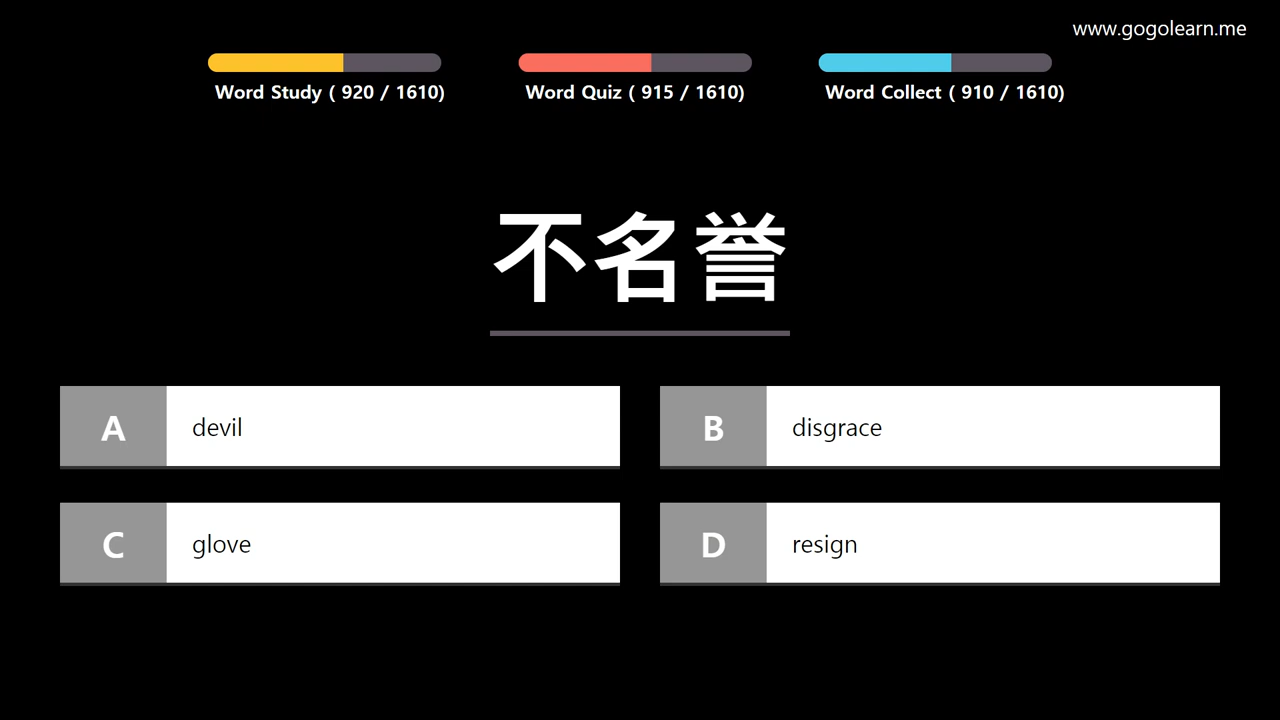 www.gogolearn.me
Word Study ( 920 / 1610)
Word Quiz ( 915 / 1610)
Word Collect ( 910 / 1610)
不名誉
A devil
B disgrace
C glove
D resign